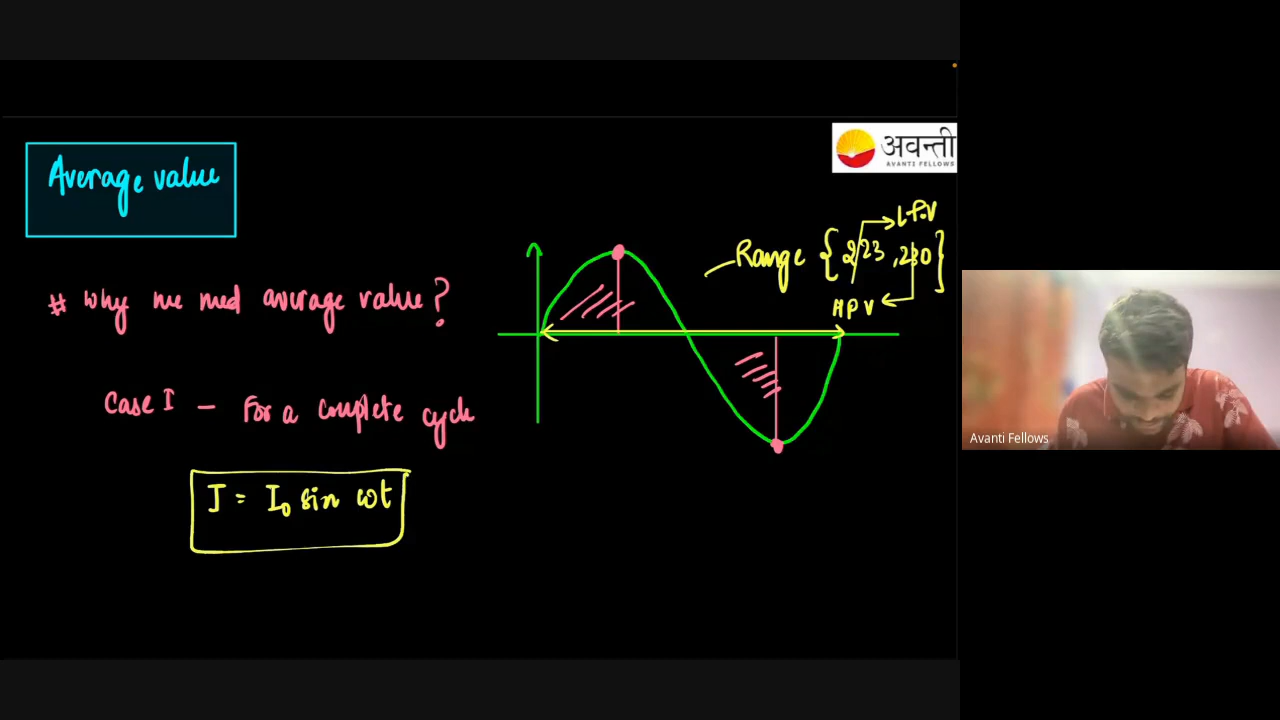 Average value
अवन्ती
AVANTI FELLOWS
L.P.V
Range { 223 , 230 }
H P V
# Why we need average value?
Case I - For a complete cycle
I = I₀ sin ωt
Avanti Fellows